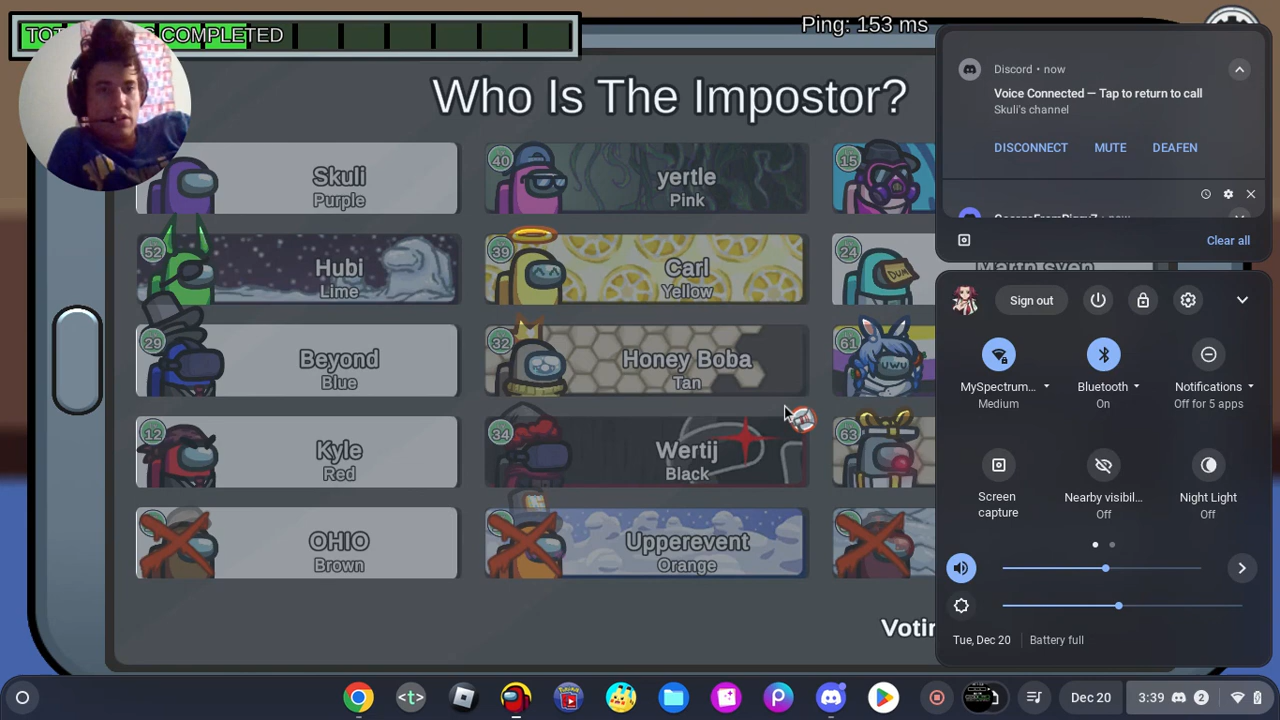 TO COMPLETED
Ping: 153 ms
Who Is The Impostor?
Skuli
Purple
40
yertle
Pink
15
52
Hubi
Lime
39
Carl
Yellow
24
DUM
29
Beyond
Blue
32
Honey Boba
Tan
61
UWU
12
Kyle
Red
34
Wertij
Black
63
OHIO
Brown
Upperevent
Orange
Votin
Discord • now
Voice Connected — Tap to return to call
Skuli's channel
DISCONNECT MUTE DEAFEN
Clear all
Sign out
MySpectrum...
Medium
Bluetooth
On
Notifications
Off for 5 apps
Screen
capture
Nearby visibil...
Off
Night Light
Off
Tue, Dec 20
Battery full
<t>
Dec 20
3:39
2